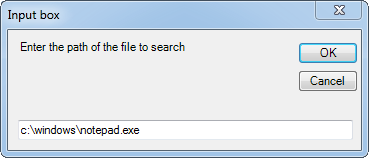 Input box
Enter the path of the file to search
OK
Cancel
c:\windows\notepad.exe